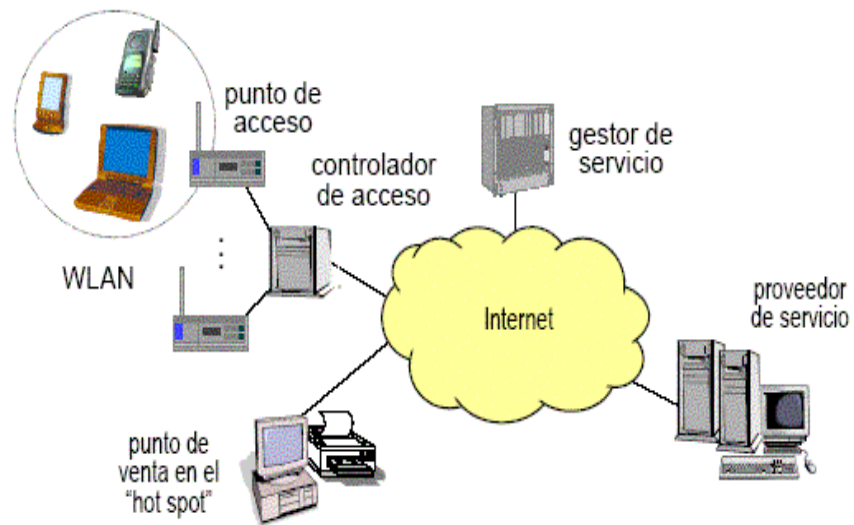 punto de
acceso
controlador
de acceso
gestor de
servicio
WLAN
Internet
proveedor
de servicio
punto de
venta en el
“hot spot”